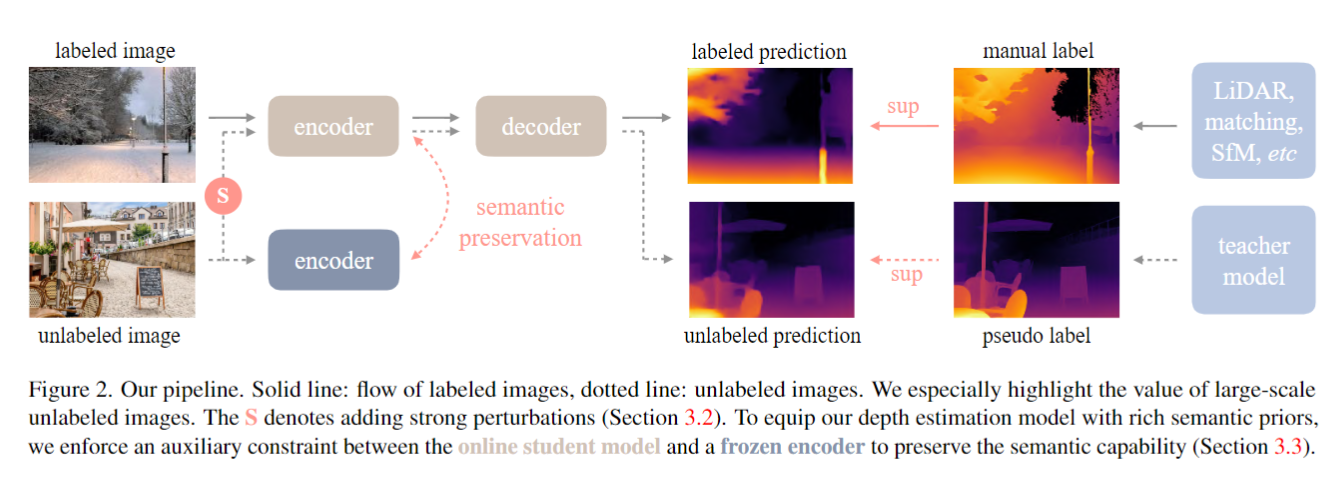 labeled image
labeled prediction
manual label
encoder
decoder
sup
LiDAR,
matching,
SfM, etc
S
semantic
preservation
encoder
sup
teacher
model
unlabeled image
unlabeled prediction
pseudo label
Figure 2. Our pipeline. Solid line: flow of labeled images, dotted line: unlabeled images. We especially highlight the value of large-scale
unlabeled images. The S denotes adding strong perturbations (Section 3.2). To equip our depth estimation model with rich semantic priors,
we enforce an auxiliary constraint between the online student model and a frozen encoder to preserve the semantic capability (Section 3.3).